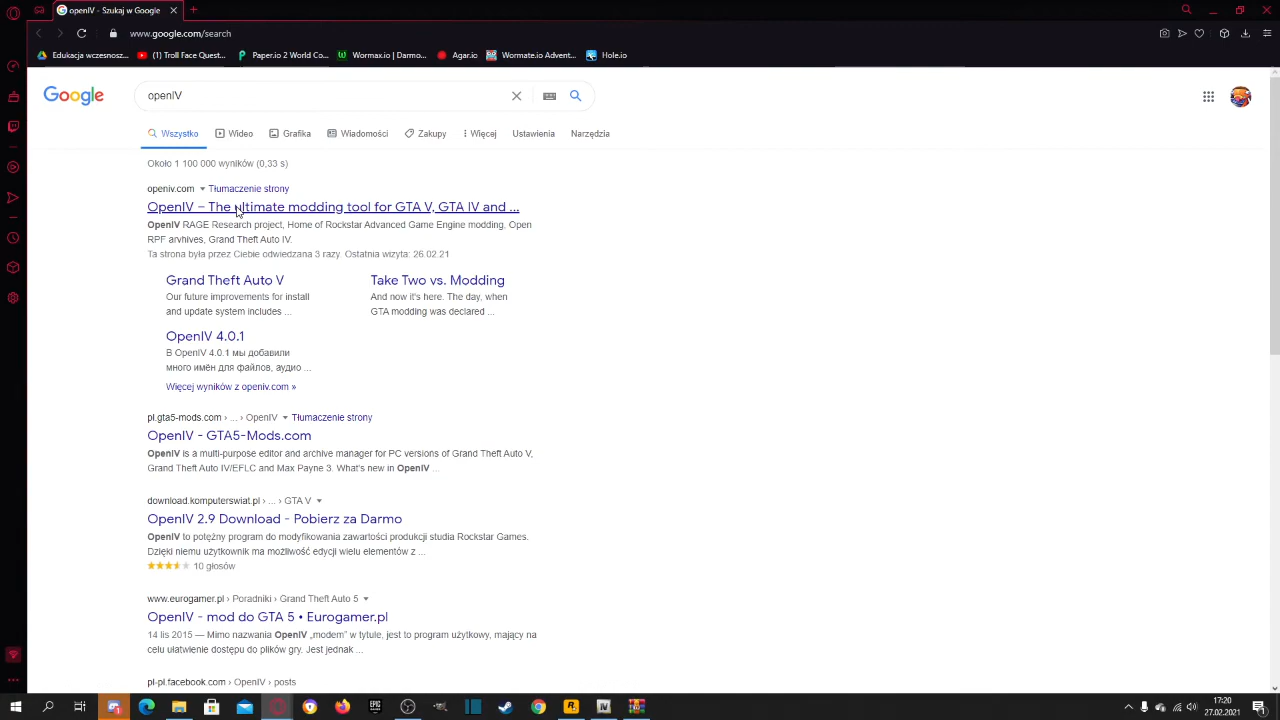 openIV - Szukaj w Google
www.google.com/search
Edukacja wczesnosz... (1) Troll Face Quest... Paper.io 2 World C... Wormax.io | Darmo... Agar.io Wormate.io Advent... Hole.io
Google openIV
Wszystko Wideo Grafika Wiadomości Zakupy Więcej Ustawienia Narzędzia
Około 1 100 000 wyników (0,33 s)
openiv.com Tłumaczenie strony
OpenIV – The ultimate modding tool for GTA V, GTA IV and ...
OpenIV RAGE Research project, Home of Rockstar Advanced Game Engine modding, Open
RPF arvhives, Grand Theft Auto IV.
Ta strona była przez Ciebie odwiedzana 3 razy. Ostatnia wizyta: 26.02.21
Grand Theft Auto V
Our future improvements for install
and update system includes ...
Take Two vs. Modding
And now it's here. The day, when
GTA modding was declared ...
OpenIV 4.0.1
В OpenIV 4.0.1 мы добавили
много имён для файлов, аудио ...
Więcej wyników z openiv.com »
pl.gta5-mods.com › ... › OpenIV Tłumaczenie strony
OpenIV - GTA5-Mods.com
OpenIV is a multi-purpose editor and archive manager for PC versions of Grand Theft Auto V,
Grand Theft Auto IV/EFLC and Max Payne 3. What's new in OpenIV ...
download.komputerswiat.pl › ... › GTA V
OpenIV 2.9 Download - Pobierz za Darmo
OpenIV to potężny program do modyfikowania zawartości produkcji studia Rockstar Games.
Dzięki niemu użytkownik ma możliwość edycji wielu elementów z ...
10 głosów
www.eurogamer.pl › Poradniki › Grand Theft Auto 5
OpenIV - mod do GTA 5 • Eurogamer.pl
14 lis 2015 — Mimo nazwania OpenIV „modem” w tytule, jest to program użytkowy, mający na
celu ułatwienie dostępu do plików gry. Jest jednak ...
pl-pl.facebook.com › OpenIV › posts
17:20
27.02.2021